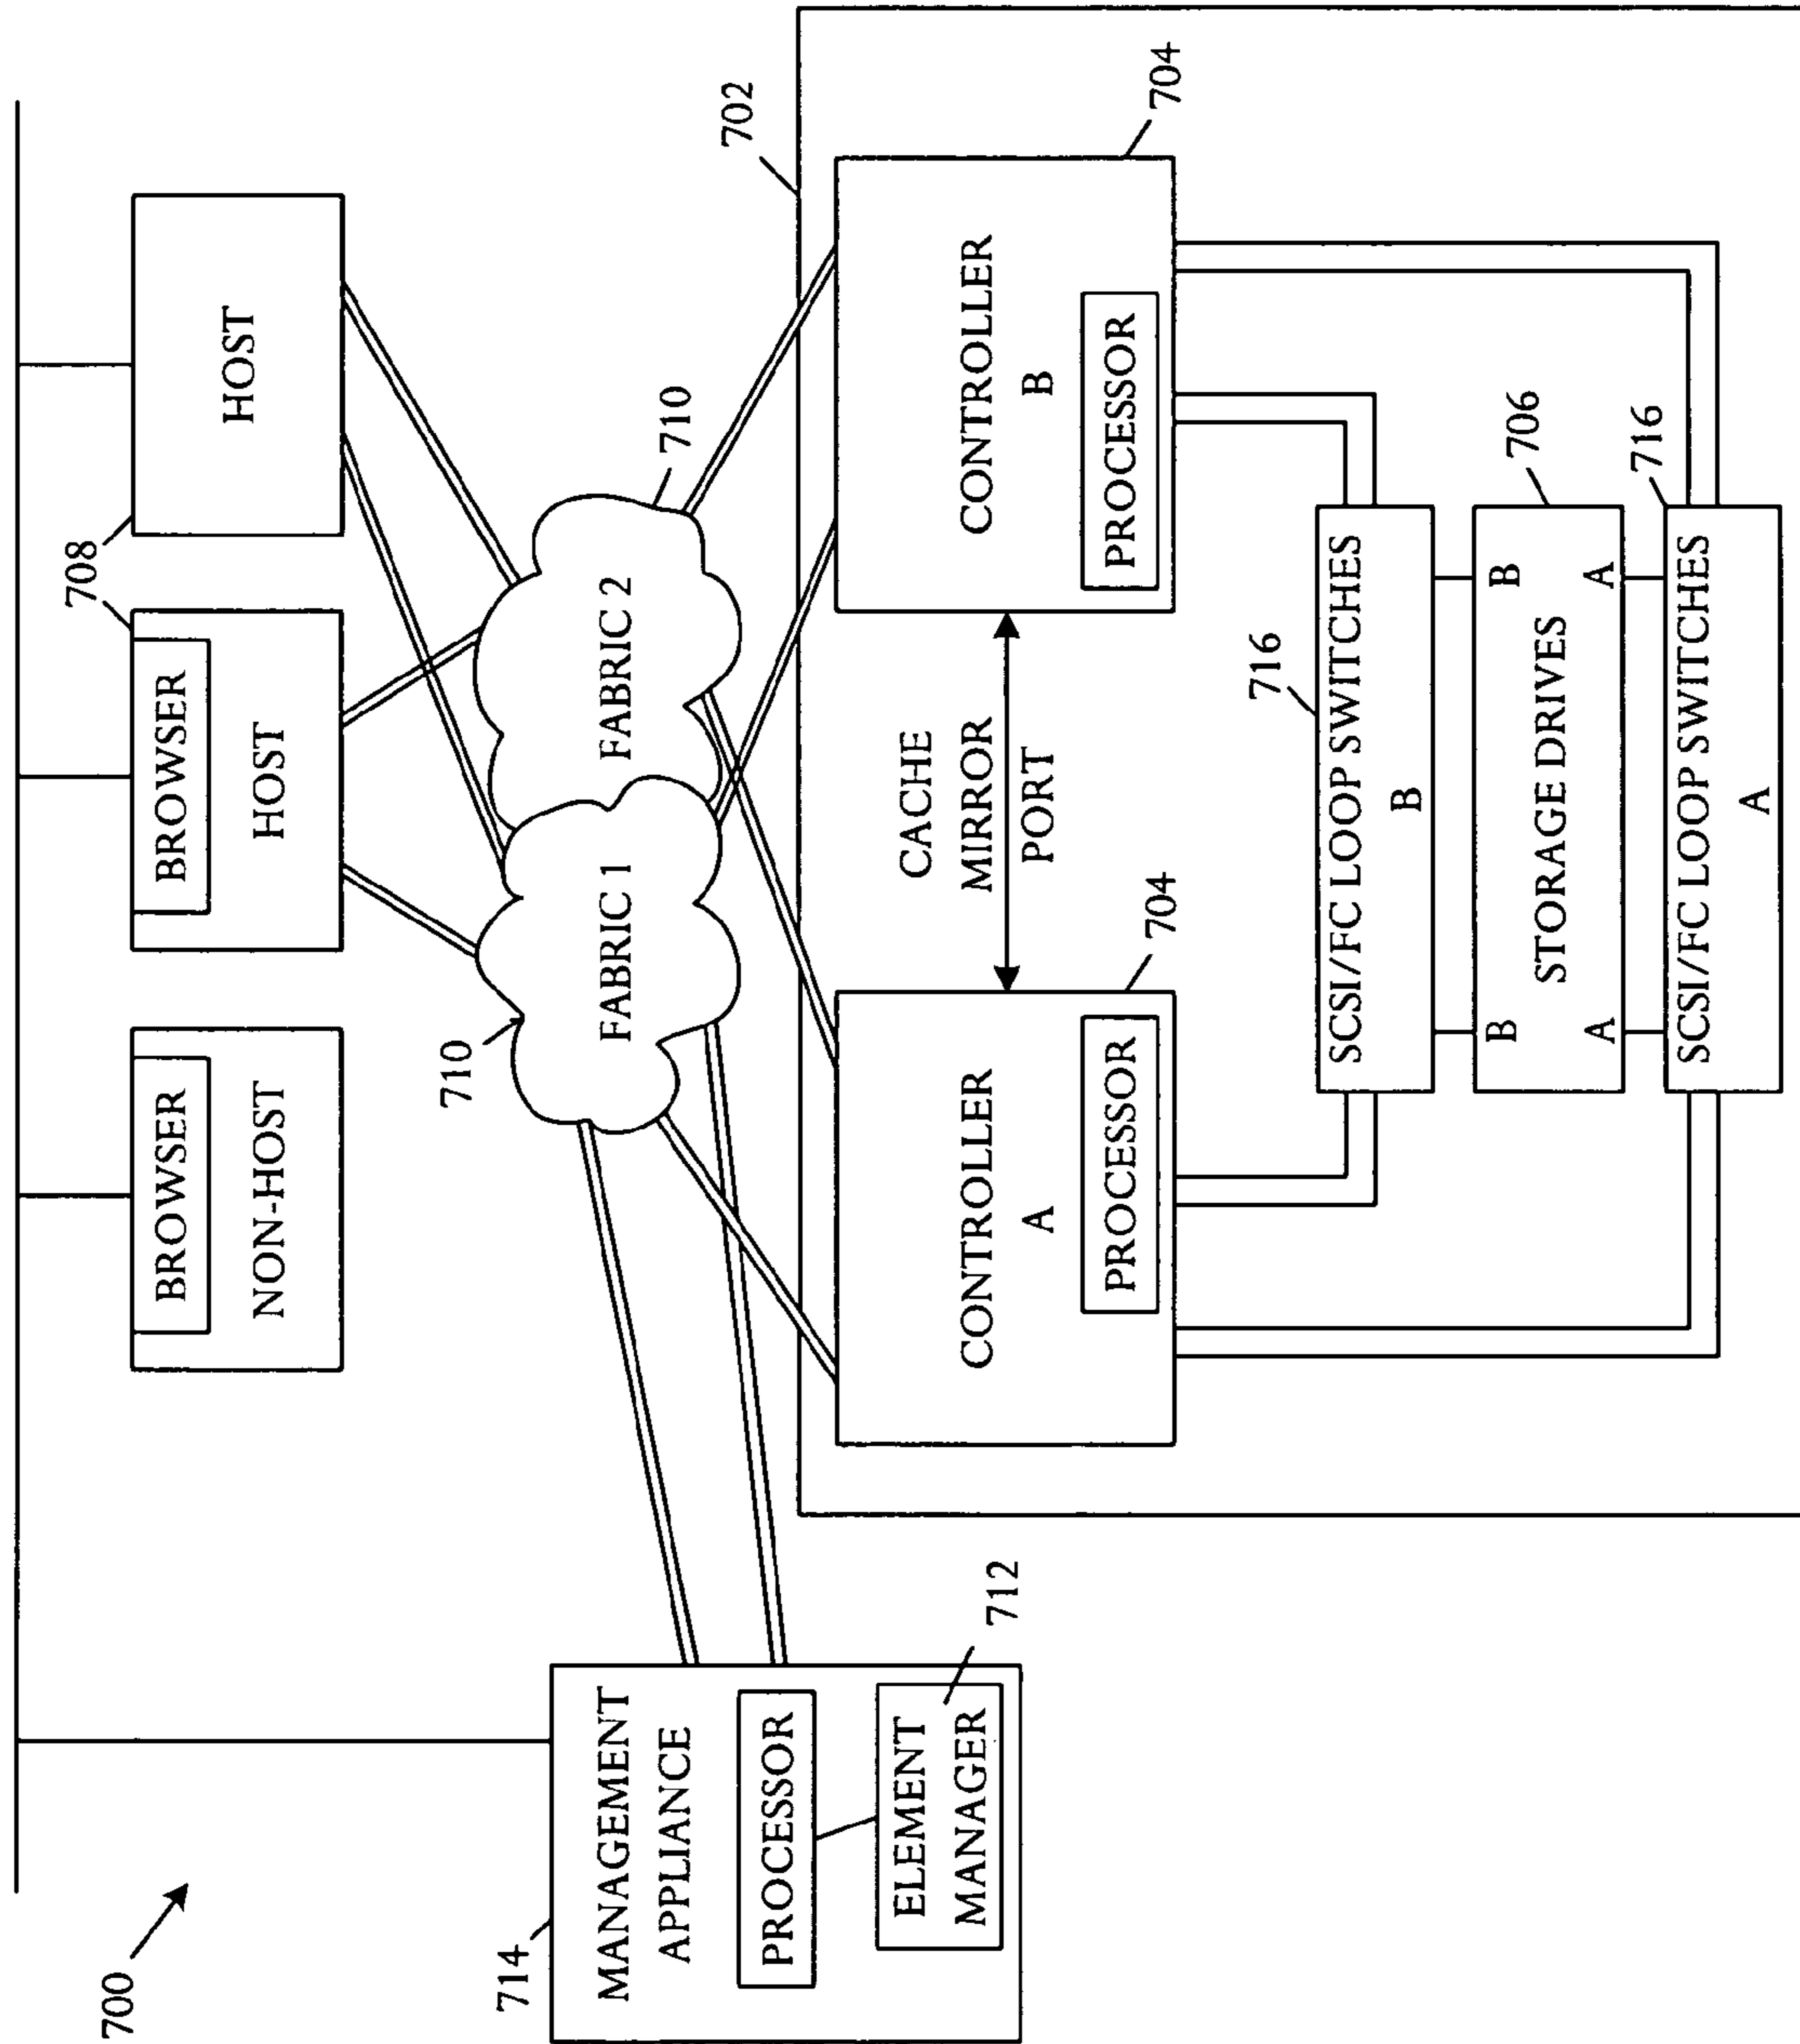 700
BROWSER
NON-HOST
708
BROWSER
HOST
HOST
714
MANAGEMENT
APPLIANCE
PROCESSOR
ELEMENT
MANAGER
712
710
FABRIC 1
FABRIC 2
710
702
CONTROLLER
A
PROCESSOR
704
CACHE
MIRROR
PORT
CONTROLLER
B
PROCESSOR
704
716
SCSI/FC LOOP SWITCHES
B
706
B
B
STORAGE DRIVES
A
A
716
SCSI/FC LOOP SWITCHES
A